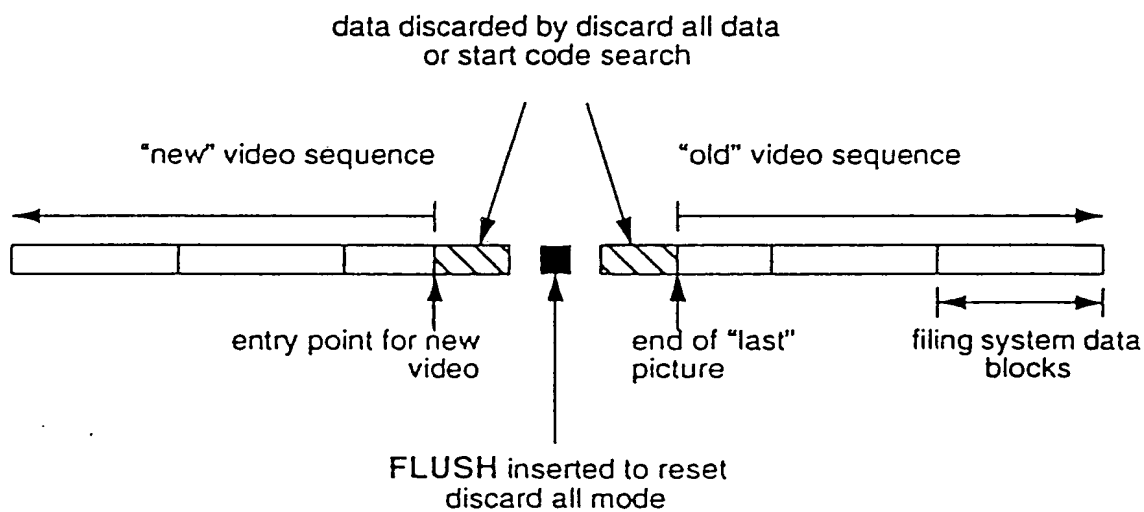 data discarded by discard all data
or start code search
"new" video sequence
"old" video sequence
entry point for new
video
end of "last"
picture
filing system data
blocks
FLUSH inserted to reset
discard all mode